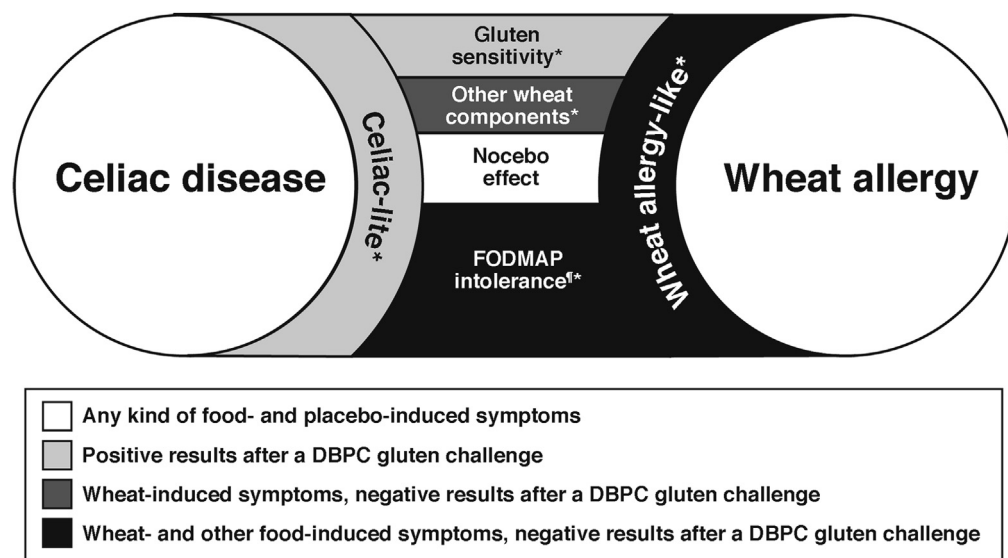 Gluten
sensitivity*
Other wheat
components*
Nocebo
effect
Celiac disease
Celiac-lite*
Wheat allergy-like*
Wheat allergy
FODMAP
intolerance¶*
Any kind of food- and placebo-induced symptoms
Positive results after a DBPC gluten challenge
Wheat-induced symptoms, negative results after a DBPC gluten challenge
Wheat- and other food-induced symptoms, negative results after a DBPC gluten challenge